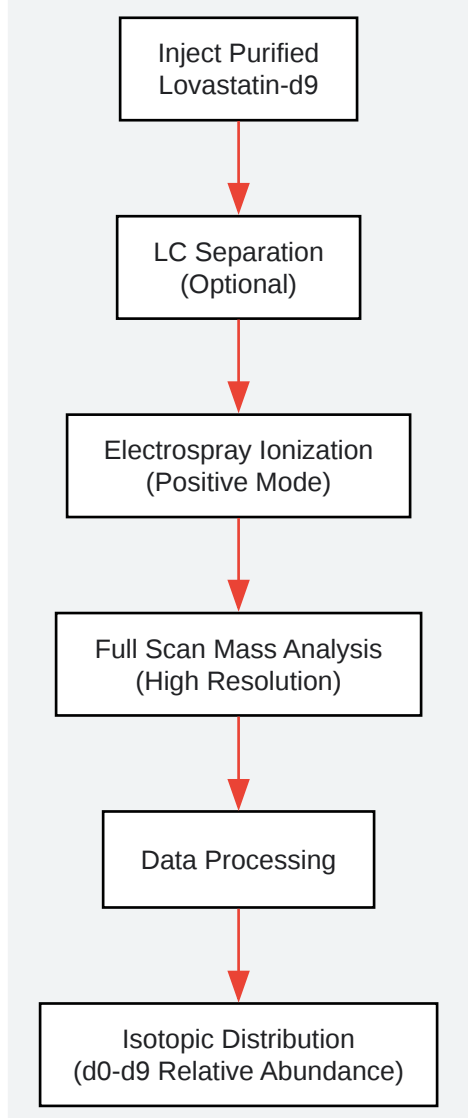 Inject Purified
Lovastatin-d9
LC Separation
(Optional)
Electrospray Ionization
(Positive Mode)
Full Scan Mass Analysis
(High Resolution)
Data Processing
Isotopic Distribution
(d0-d9 Relative Abundance)